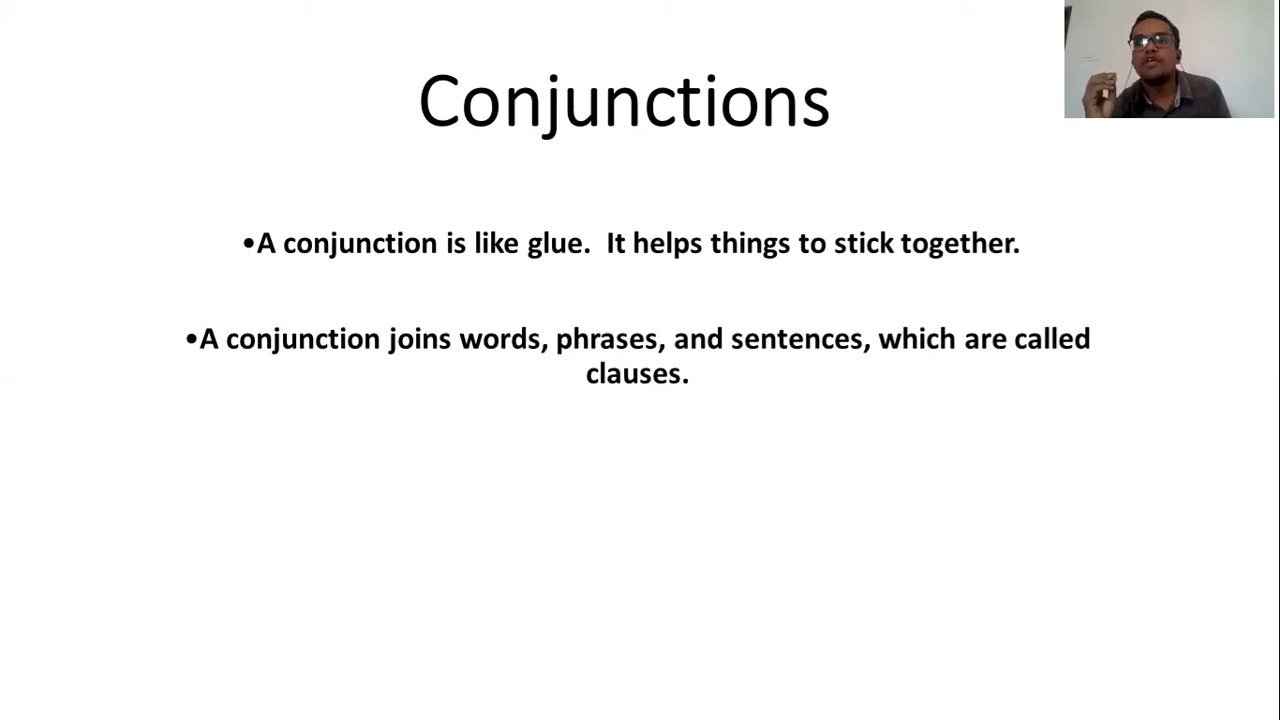 Conjunctions
•A conjunction is like glue.  It helps things to stick together.
•A conjunction joins words, phrases, and sentences, which are called
clauses.